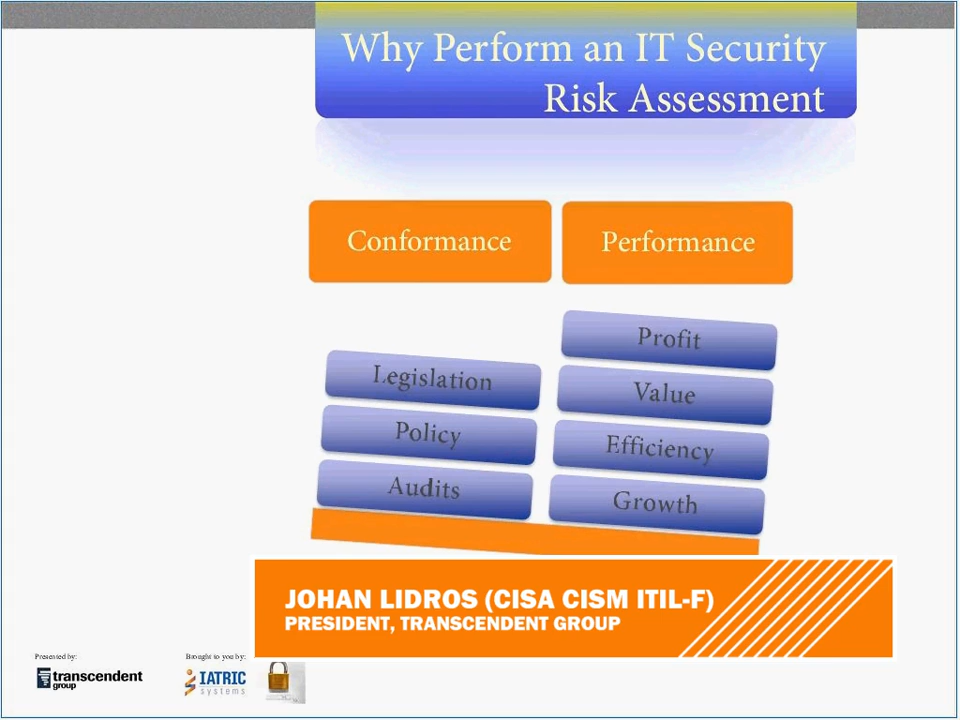 Why Perform an IT Security
Risk Assessment
Conformance
Performance
Legislation
Policy
Audits
Profit
Value
Efficiency
Growth
JOHAN LIDROS (CISA CISM ITIL-F)
PRESIDENT, TRANSCENDENT GROUP
Presented by:
transcendent
group
Brought to you by:
IATRIC
systems